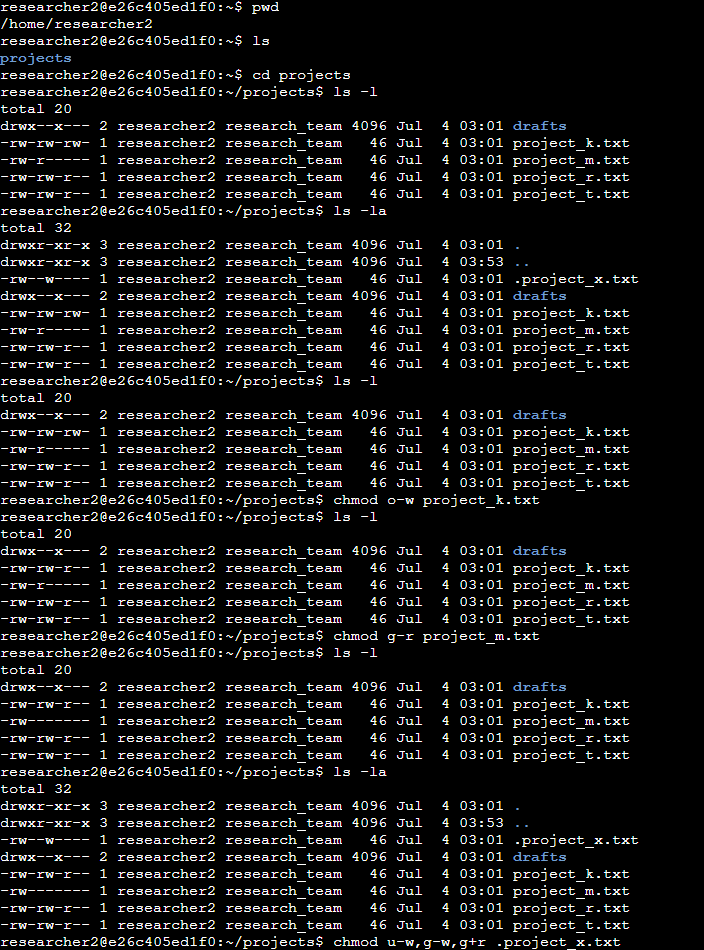 researcher2@e26c405ed1f0:~$ pwd
/home/researcher2
researcher2@e26c405ed1f0:~$ ls
projects
researcher2@e26c405ed1f0:~$ cd projects
researcher2@e26c405ed1f0:~/projects$ ls -l
total 20
drwx--x--- 2 researcher2 research_team 4096 Jul  4 03:01 drafts
-rw-rw-rw- 1 researcher2 research_team   46 Jul  4 03:01 project_k.txt
-rw-r----- 1 researcher2 research_team   46 Jul  4 03:01 project_m.txt
-rw-rw-r-- 1 researcher2 research_team   46 Jul  4 03:01 project_r.txt
-rw-rw-r-- 1 researcher2 research_team   46 Jul  4 03:01 project_t.txt
researcher2@e26c405ed1f0:~/projects$ ls -la
total 32
drwxr-xr-x 3 researcher2 research_team 4096 Jul  4 03:01 .
drwxr-xr-x 3 researcher2 research_team 4096 Jul  4 03:53 ..
-rw--w---- 1 researcher2 research_team   46 Jul  4 03:01 .project_x.txt
drwx--x--- 2 researcher2 research_team 4096 Jul  4 03:01 drafts
-rw-rw-rw- 1 researcher2 research_team   46 Jul  4 03:01 project_k.txt
-rw-r----- 1 researcher2 research_team   46 Jul  4 03:01 project_m.txt
-rw-rw-r-- 1 researcher2 research_team   46 Jul  4 03:01 project_r.txt
-rw-rw-r-- 1 researcher2 research_team   46 Jul  4 03:01 project_t.txt
researcher2@e26c405ed1f0:~/projects$ ls -l
total 20
drwx--x--- 2 researcher2 research_team 4096 Jul  4 03:01 drafts
-rw-rw-rw- 1 researcher2 research_team   46 Jul  4 03:01 project_k.txt
-rw-r----- 1 researcher2 research_team   46 Jul  4 03:01 project_m.txt
-rw-rw-r-- 1 researcher2 research_team   46 Jul  4 03:01 project_r.txt
-rw-rw-r-- 1 researcher2 research_team   46 Jul  4 03:01 project_t.txt
researcher2@e26c405ed1f0:~/projects$ chmod o-w project_k.txt
researcher2@e26c405ed1f0:~/projects$ ls -l
total 20
drwx--x--- 2 researcher2 research_team 4096 Jul  4 03:01 drafts
-rw-rw-r-- 1 researcher2 research_team   46 Jul  4 03:01 project_k.txt
-rw-r----- 1 researcher2 research_team   46 Jul  4 03:01 project_m.txt
-rw-rw-r-- 1 researcher2 research_team   46 Jul  4 03:01 project_r.txt
-rw-rw-r-- 1 researcher2 research_team   46 Jul  4 03:01 project_t.txt
researcher2@e26c405ed1f0:~/projects$ chmod g-r project_m.txt
researcher2@e26c405ed1f0:~/projects$ ls -l
total 20
drwx--x--- 2 researcher2 research_team 4096 Jul  4 03:01 drafts
-rw-rw-r-- 1 researcher2 research_team   46 Jul  4 03:01 project_k.txt
-rw------- 1 researcher2 research_team   46 Jul  4 03:01 project_m.txt
-rw-rw-r-- 1 researcher2 research_team   46 Jul  4 03:01 project_r.txt
-rw-rw-r-- 1 researcher2 research_team   46 Jul  4 03:01 project_t.txt
researcher2@e26c405ed1f0:~/projects$ ls -la
total 32
drwxr-xr-x 3 researcher2 research_team 4096 Jul  4 03:01 .
drwxr-xr-x 3 researcher2 research_team 4096 Jul  4 03:53 ..
-rw--w---- 1 researcher2 research_team   46 Jul  4 03:01 .project_x.txt
drwx--x--- 2 researcher2 research_team 4096 Jul  4 03:01 drafts
-rw-rw-r-- 1 researcher2 research_team   46 Jul  4 03:01 project_k.txt
-rw------- 1 researcher2 research_team   46 Jul  4 03:01 project_m.txt
-rw-rw-r-- 1 researcher2 research_team   46 Jul  4 03:01 project_r.txt
-rw-rw-r-- 1 researcher2 research_team   46 Jul  4 03:01 project_t.txt
researcher2@e26c405ed1f0:~/projects$ chmod u-w,g-w,g+r .project_x.txt